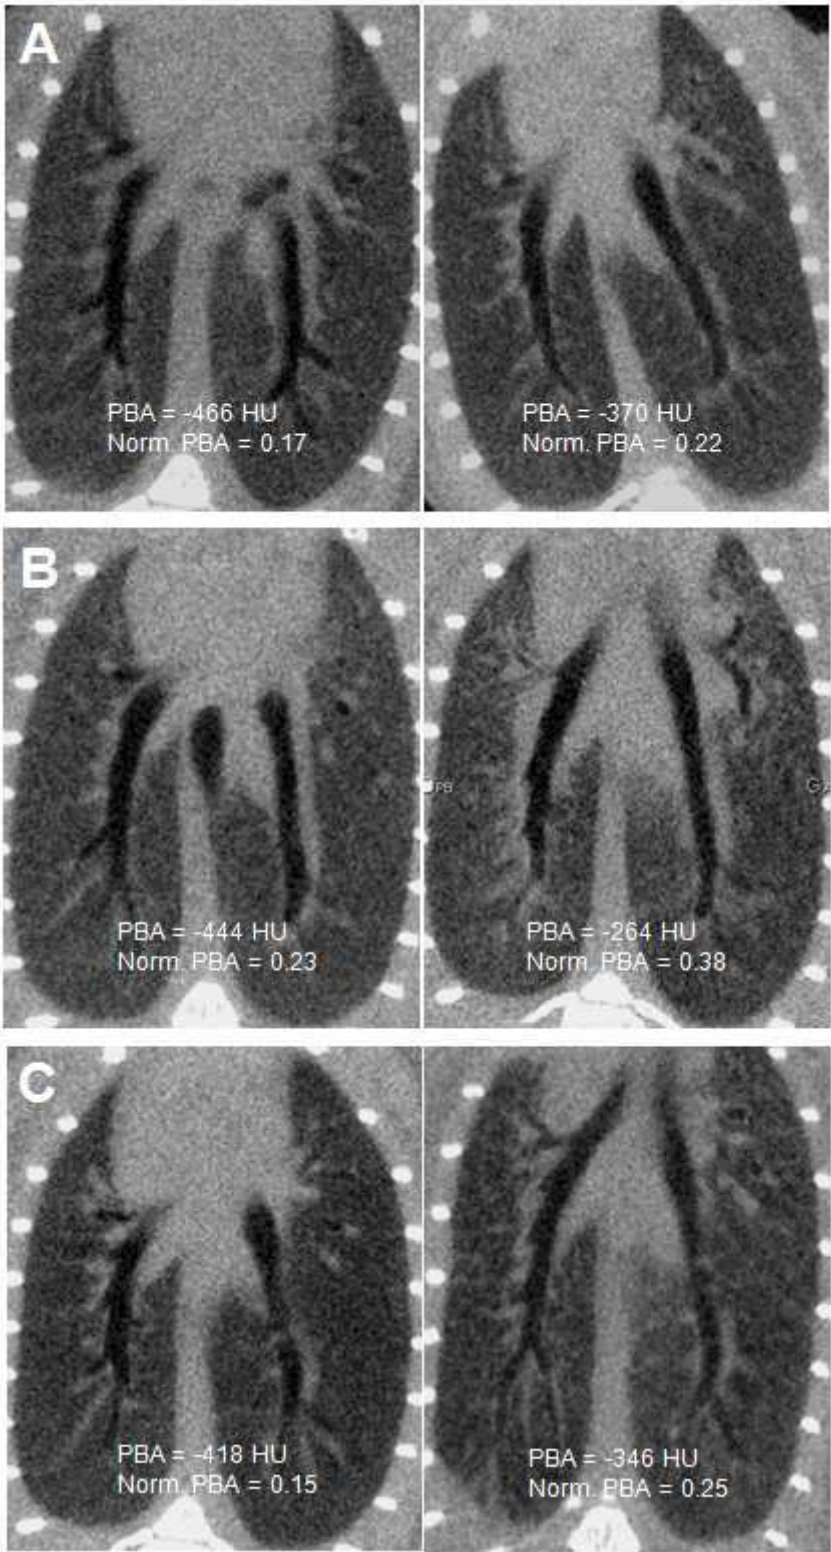 A
PBA = -466 HU
Norm. PBA = 0.17
PBA = -370 HU
Norm. PBA = 0.22
B
PBA = -444 HU
Norm. PBA = 0.23
PBA = -264 HU
Norm. PBA = 0.38
C
PBA = -418 HU
Norm. PBA = 0.15
PBA = -346 HU
Norm. PBA = 0.25